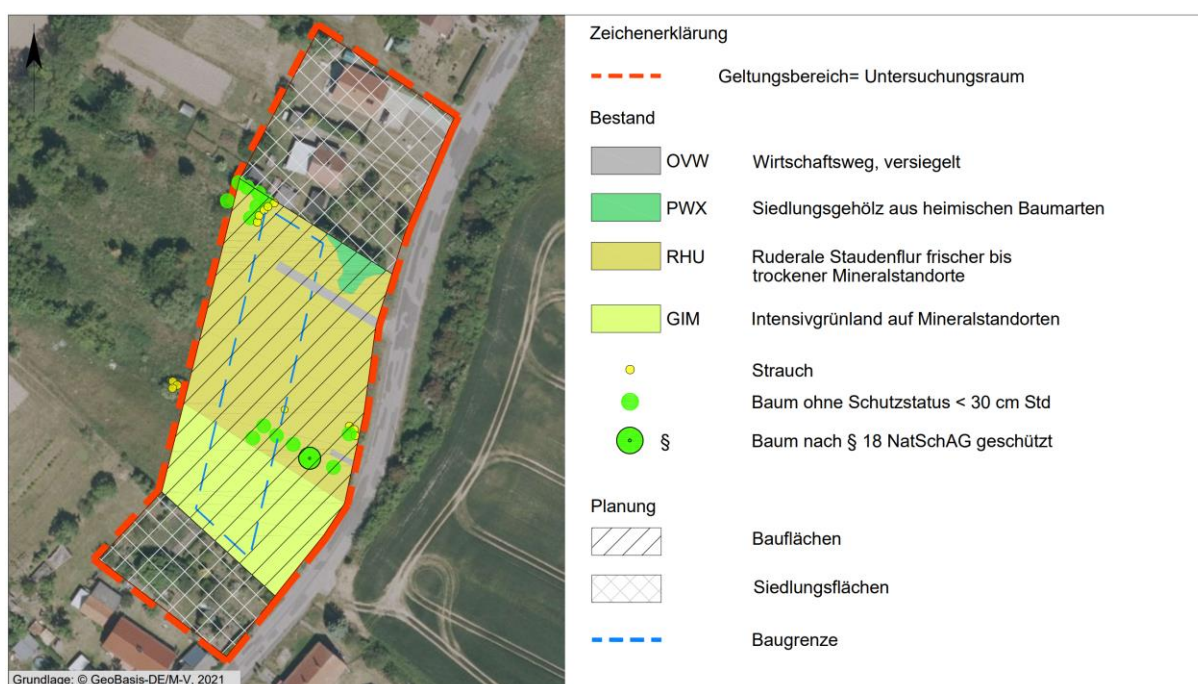 Zeichenerklärung
Geltungsbereich= Untersuchungsraum
Bestand
OVW Wirtschaftsweg, versiegelt
PWX Siedlungsgehölz aus heimischen Baumarten
RHU Ruderale Staudenflur frischer bis
trockener Mineralstandorte
GIM Intensivgrünland auf Mineralstandorten
Strauch
Baum ohne Schutzstatus < 30 cm Std
§ Baum nach § 18 NatSchAG geschützt
Planung
Bauflächen
Siedlungsflächen
Baugrenze
Grundlage: © GeoBasis-DE/M-V, 2021